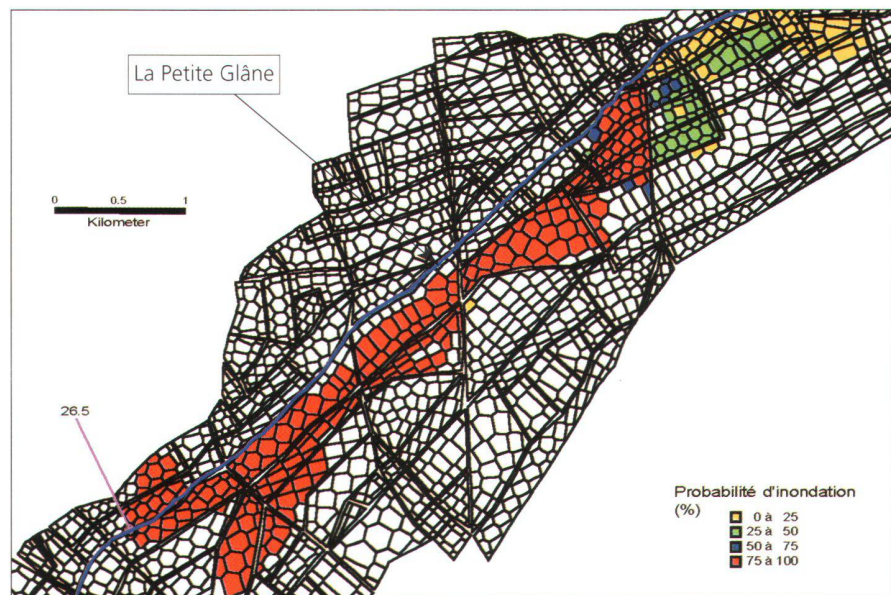 La Petite Glâne
0 0.5 1
Kilometer
26.5
Probabilité d'inondation
(%)
0 à 25
25 à 50
50 à 75
75 à 100